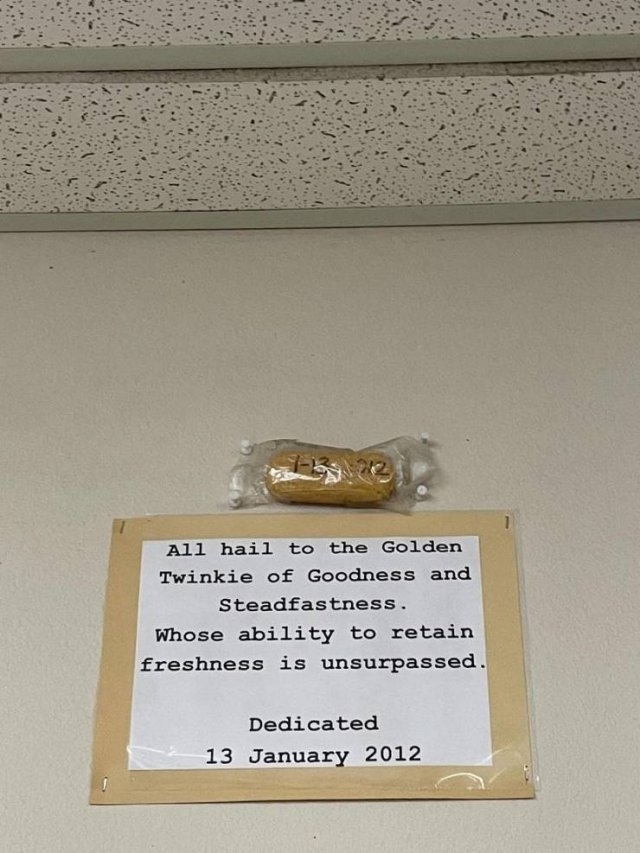 1-13 2012
All hail to the Golden
Twinkie of Goodness and
Steadfastness.
Whose ability to retain
freshness is unsurpassed.
Dedicated
13 January 2012